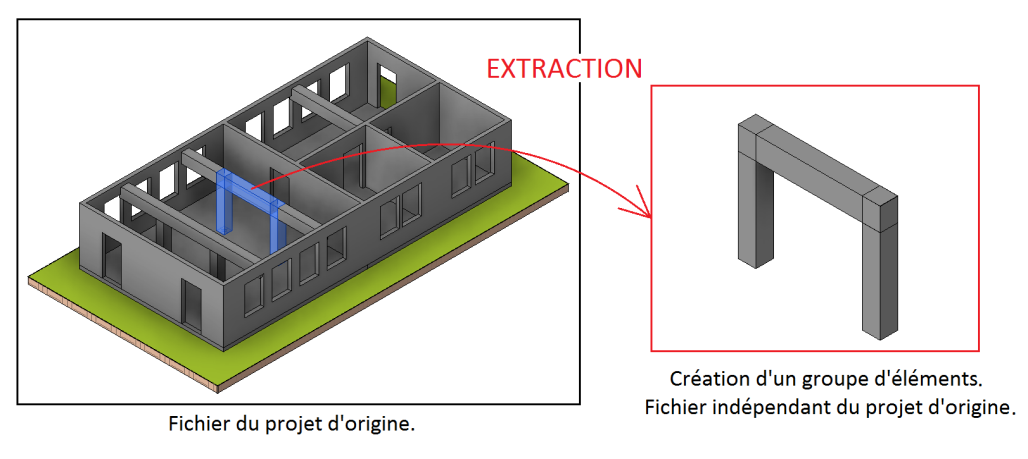 EXTRACTION
Fichier du projet d'origine.
Création d'un groupe d'éléments.
Fichier indépendant du projet d'origine.